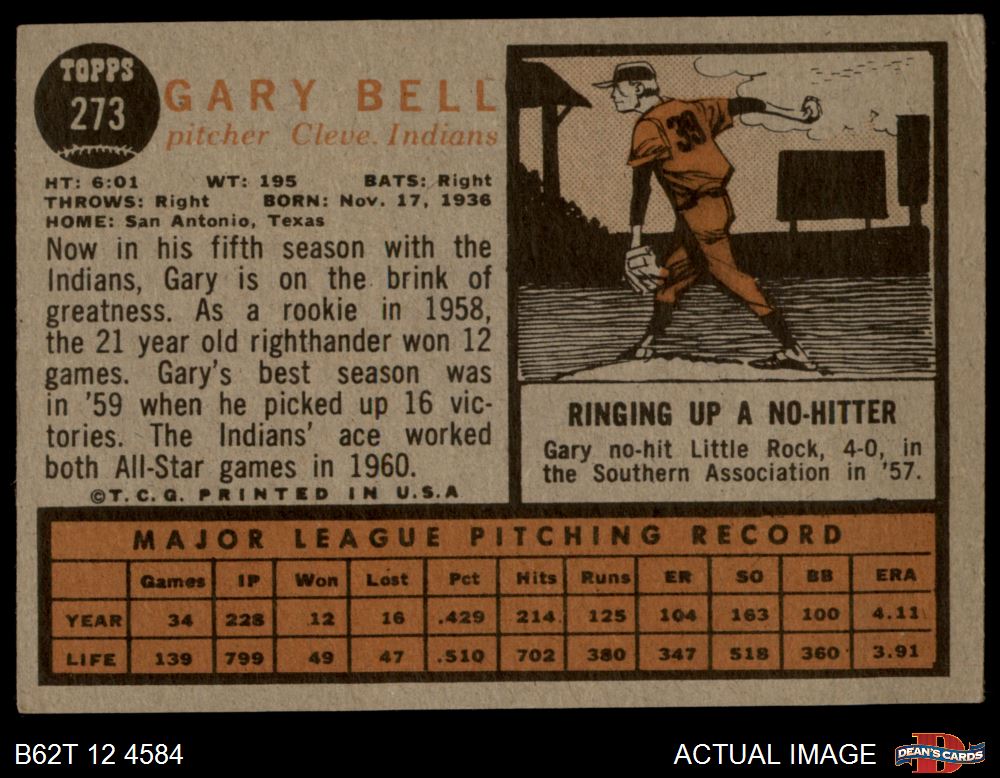 TOPPS
273
GARY BELL
pitcher Cleve. Indians
HT: 6:01 WT: 195 BATS: Right
THROWS: Right BORN: Nov. 17, 1936
HOME: San Antonio, Texas
Now in his fifth season with the
Indians, Gary is on the brink of
greatness. As a rookie in 1958,
the 21 year old righthander won 12
games. Gary's best season was
in '59 when he picked up 16 vic-
tories. The Indians' ace worked
both All-Star games in 1960.
©T.C.G. PRINTED IN U.S.A
39
RINGING UP A NO-HITTER
Gary no-hit Little Rock, 4-0, in
the Southern Association in '57.
MAJOR LEAGUE PITCHING RECORD
Games IP Won Lost Pct Hits Runs ER SO BB ERA
YEAR 34 228 12 16 .429 214 125 104 163 100 4.11
LIFE 139 799 49 47 .510 702 380 347 518 360 3.91
B62T 12 4584
ACTUAL IMAGE
DEAN'S CARDS